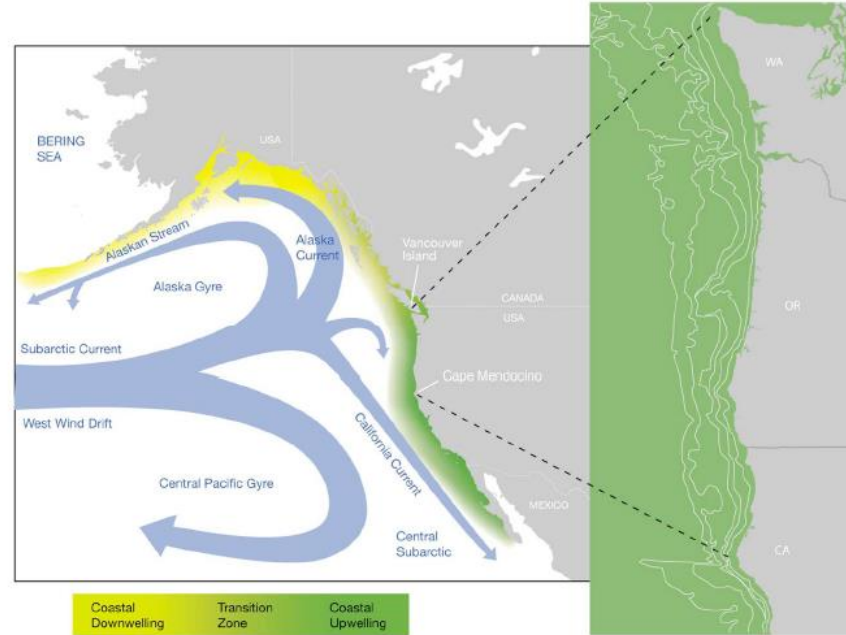 BERING
SEA
USA
Alaskan Stream
Alaska
Current
Alaska Gyre
Vancouver
Island
CANADA
USA
Subarctic Current
Cape Mendocino
West Wind Drift
California Current
Central Pacific Gyre
MEXICO
Central
Subarctic
WA
OR
CA
Coastal
Downwelling
Transition
Zone
Coastal
Upwelling